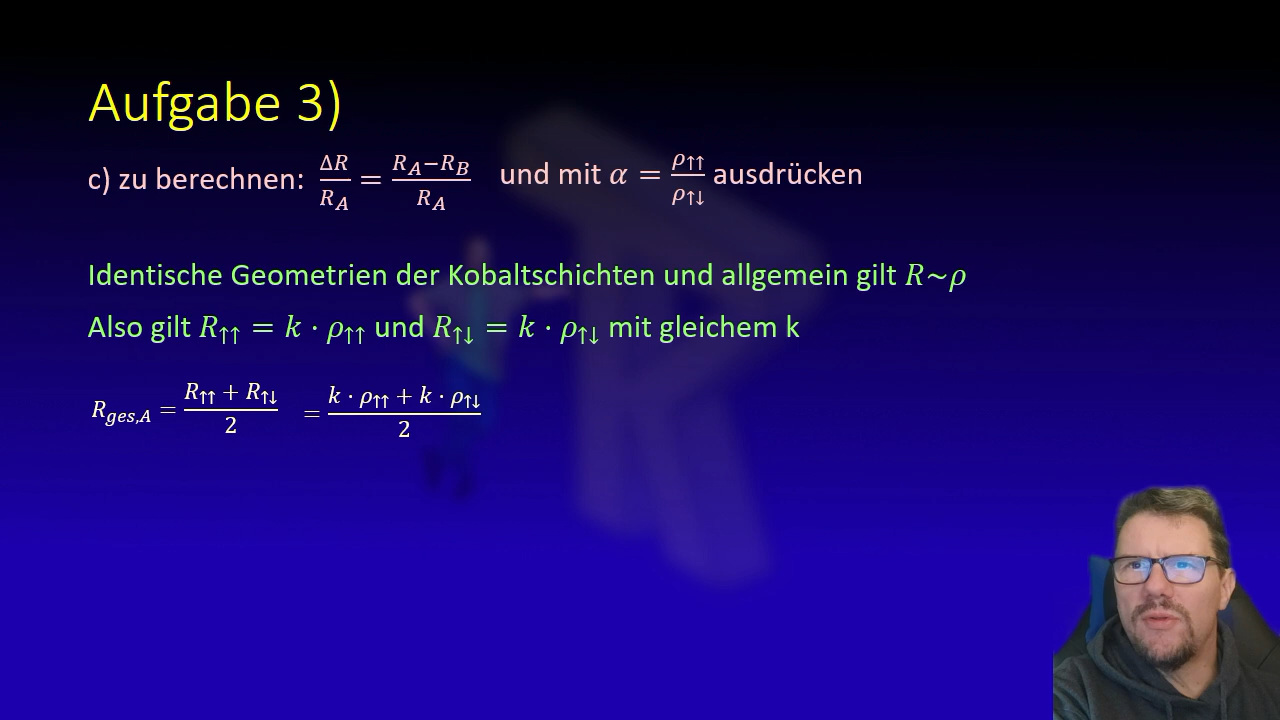 Aufgabe 3)
c) zu berechnen: ΔR/R_A = (R_A−R_B)/R_A und mit α = ρ↑↑/ρ↑↓ ausdrücken
Identische Geometrien der Kobaltschichten und allgemein gilt R~ρ
Also gilt R↑↑ = k · ρ↑↑ und R↑↓ = k · ρ↑↓ mit gleichem k
R_ges,A = (R↑↑ + R↑↓)/2 = (k · ρ↑↑ + k · ρ↑↓)/2